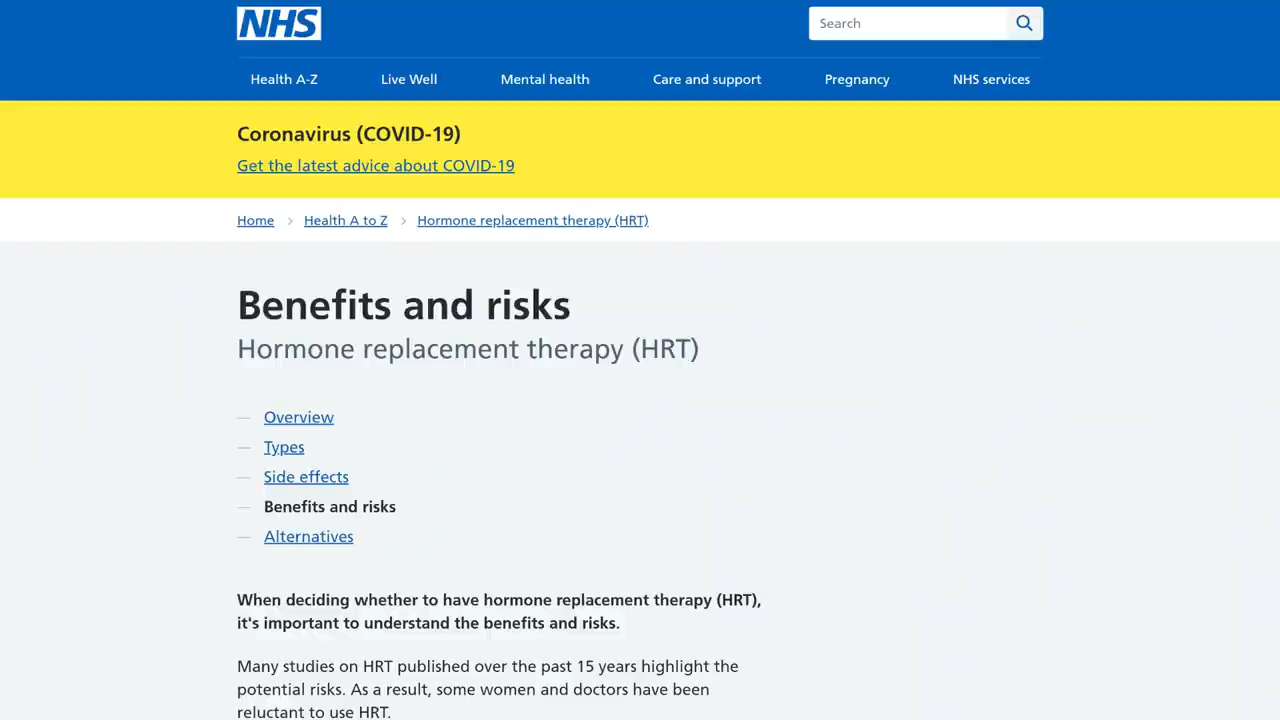 NHS
Search
Health A-Z
Live Well
Mental health
Care and support
Pregnancy
NHS services
Coronavirus (COVID-19)
Get the latest advice about COVID-19
Home
Health A to Z
Hormone replacement therapy (HRT)
Benefits and risks
Hormone replacement therapy (HRT)
— Overview
— Types
— Side effects
— Benefits and risks
— Alternatives
When deciding whether to have hormone replacement therapy (HRT),
it's important to understand the benefits and risks.
Many studies on HRT published over the past 15 years highlight the
potential risks. As a result, some women and doctors have been
reluctant to use HRT.